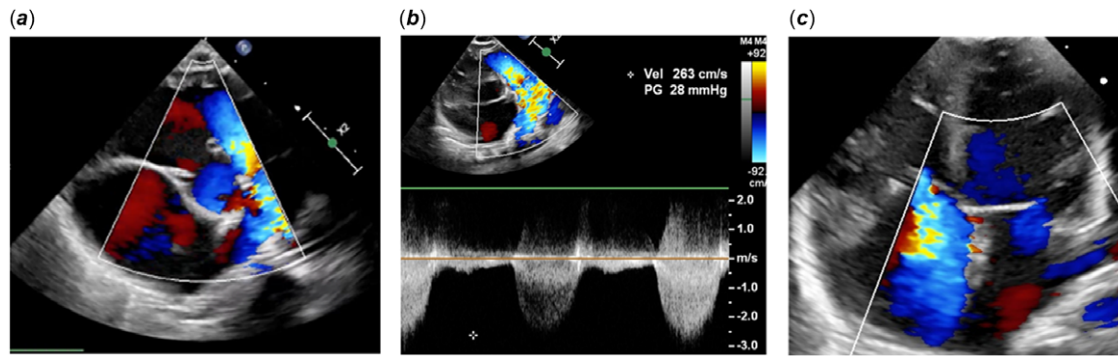 (a)
(b)
(c)
X2
X2
Vel 263 cm/s
PG 28 mmHg
M4 M4
+92
-92.
cm/
2.0
1.0
m/s
-1.0
-2.0
-3.0